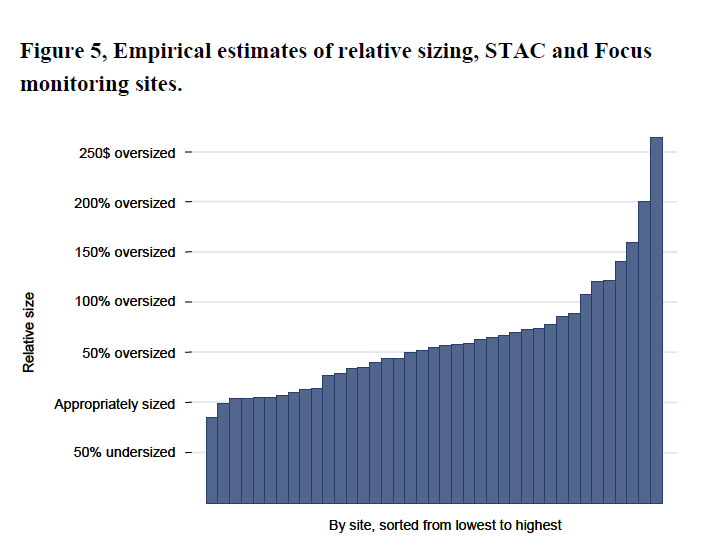 Figure 5, Empirical estimates of relative sizing, STAC and Focus
monitoring sites.
250$ oversized
200% oversized
150% oversized
100% oversized
50% oversized
Appropriately sized
50% undersized
Relative size
By site, sorted from lowest to highest